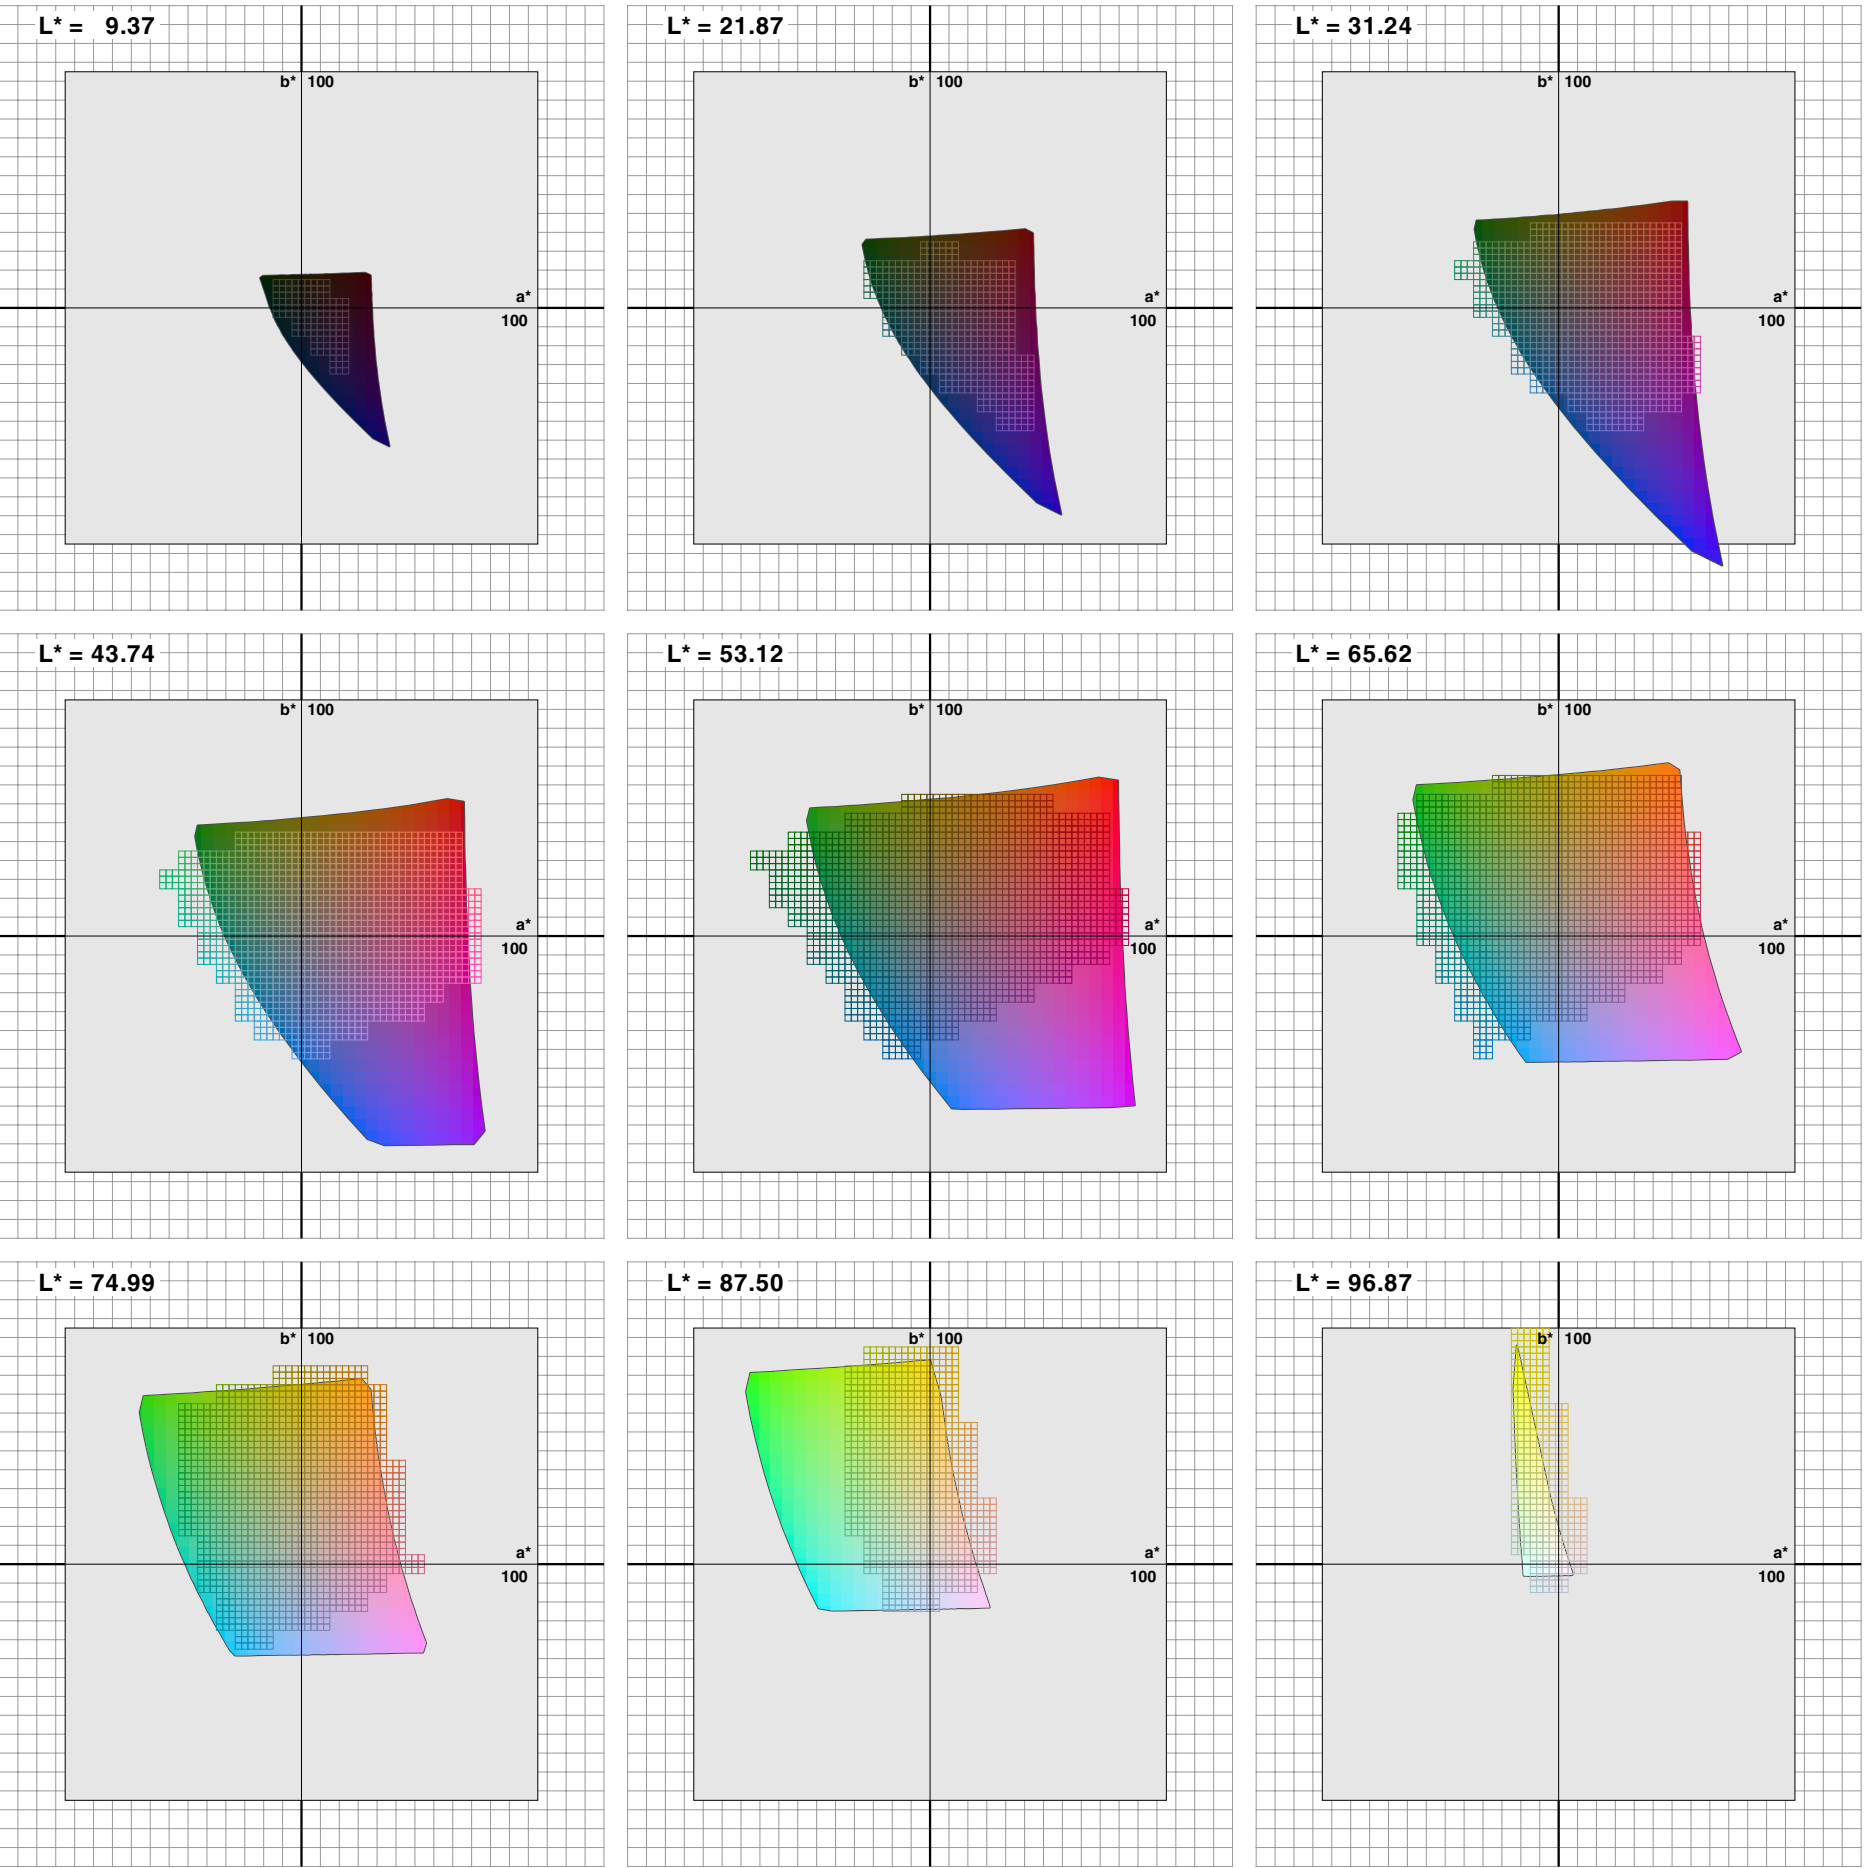 L* = 9.37
b* 100
a*
100
L* = 21.87
b* 100
a*
100
L* = 31.24
b* 100
a*
100
L* = 43.74
b* 100
a*
100
L* = 53.12
b* 100
a*
100
L* = 65.62
b* 100
a*
100
L* = 74.99
b* 100
a*
100
L* = 87.50
b* 100
a*
100
L* = 96.87
b* 100
a*
100